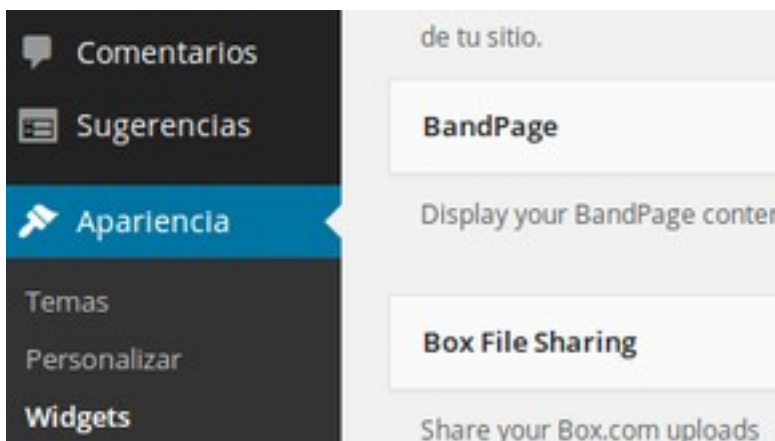 Comentarios
Sugerencias
Apariencia
Temas
Personalizar
Widgets
de tu sitio.
BandPage
Display your BandPage
Box File Sharing
Share your Box.com uploads